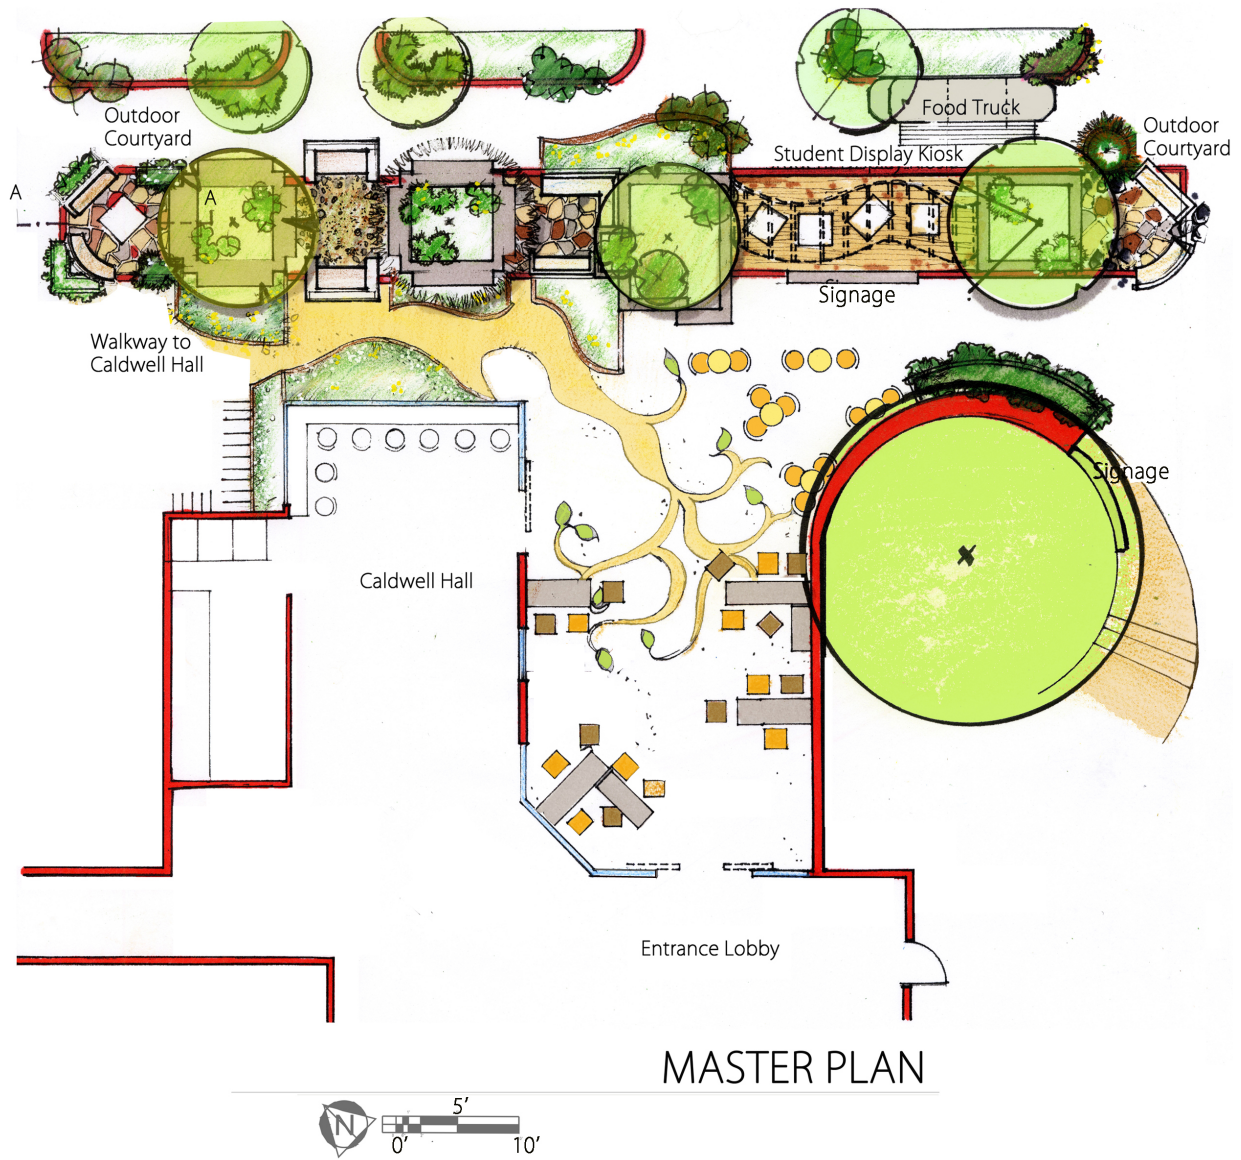 Outdoor
Courtyard
Food Truck
Student Display Kiosk
Outdoor
Courtyard
A
A
Signage
Walkway to
Caldwell Hall
Signage
Caldwell Hall
Entrance Lobby
MASTER PLAN
N
5’
0’
10’